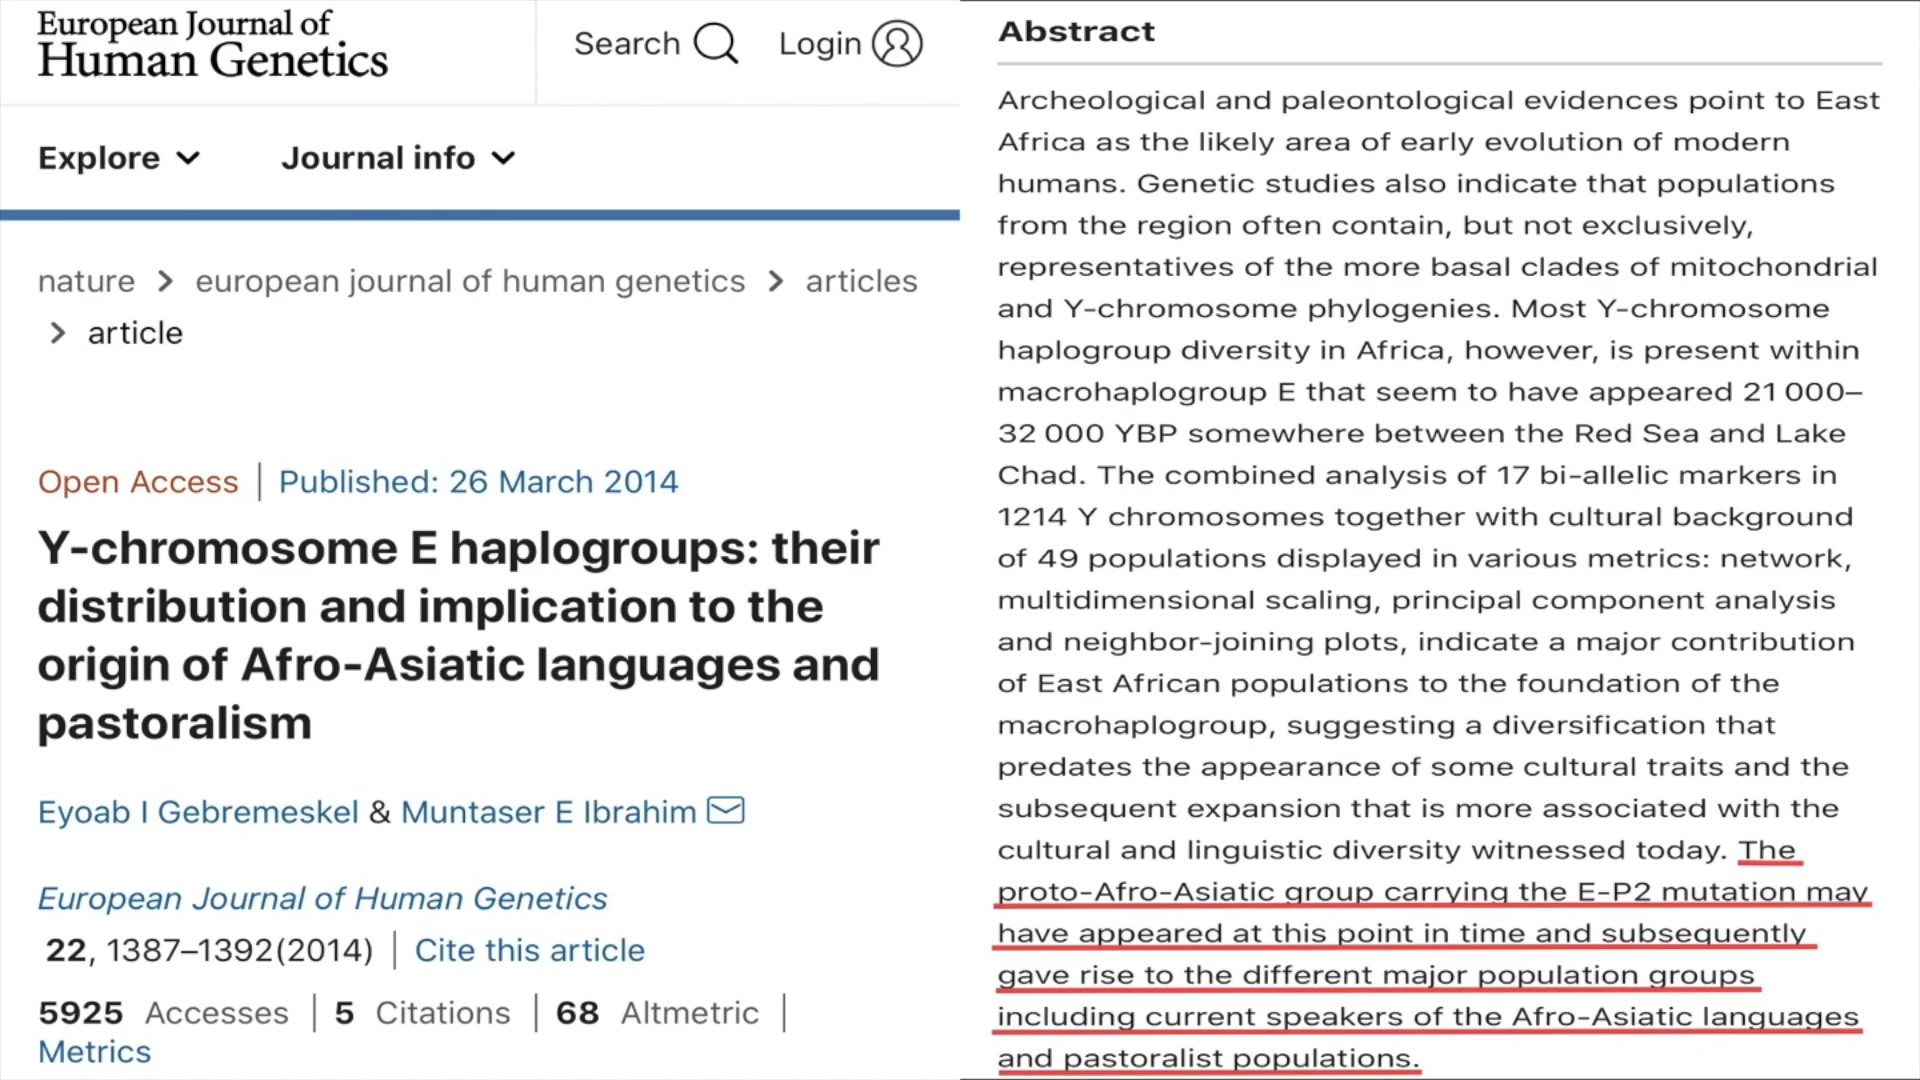 European Journal of
Human Genetics
Search
Login
Explore
Journal info
nature > european journal of human genetics > articles
> article
Open Access | Published: 26 March 2014
Y-chromosome E haplogroups: their
distribution and implication to the
origin of Afro-Asiatic languages and
pastoralism
Eyoab I Gebremeskel & Muntaser E Ibrahim
European Journal of Human Genetics
22, 1387–1392(2014) | Cite this article
5925 Accesses | 5 Citations | 68 Altmetric |
Metrics
Abstract
Archeological and paleontological evidences point to East
Africa as the likely area of early evolution of modern
humans. Genetic studies also indicate that populations
from the region often contain, but not exclusively,
representatives of the more basal clades of mitochondrial
and Y-chromosome phylogenies. Most Y-chromosome
haplogroup diversity in Africa, however, is present within
macrohaplogroup E that seem to have appeared 21 000–
32 000 YBP somewhere between the Red Sea and Lake
Chad. The combined analysis of 17 bi-allelic markers in
1214 Y chromosomes together with cultural background
of 49 populations displayed in various metrics: network,
multidimensional scaling, principal component analysis
and neighbor-joining plots, indicate a major contribution
of East African populations to the foundation of the
macrohaplogroup, suggesting a diversification that
predates the appearance of some cultural traits and the
subsequent expansion that is more associated with the
cultural and linguistic diversity witnessed today. The
proto-Afro-Asiatic group carrying the E-P2 mutation may
have appeared at this point in time and subsequently
gave rise to the different major population groups
including current speakers of the Afro-Asiatic languages
and pastoralist populations.